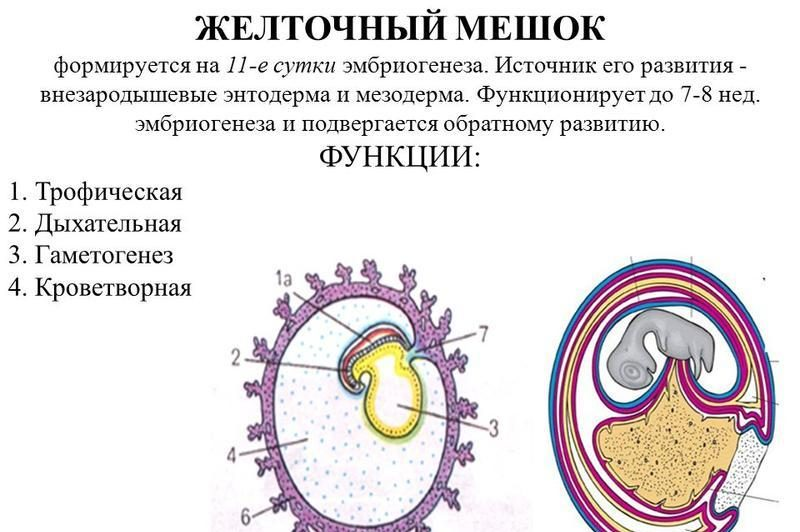 ЖЕЛТОЧНЫЙ МЕШОК
формируется на 11-е сутки эмбриогенеза. Источник его развития -
внезародышевые энтодерма и мезодерма. Функционирует до 7-8 нед.
эмбриогенеза и подвергается обратному развитию.
ФУНКЦИИ:
1. Трофическая
2. Дыхательная
3. Гаметогенез
4. Кроветворная
1а
7
2
3
4
6